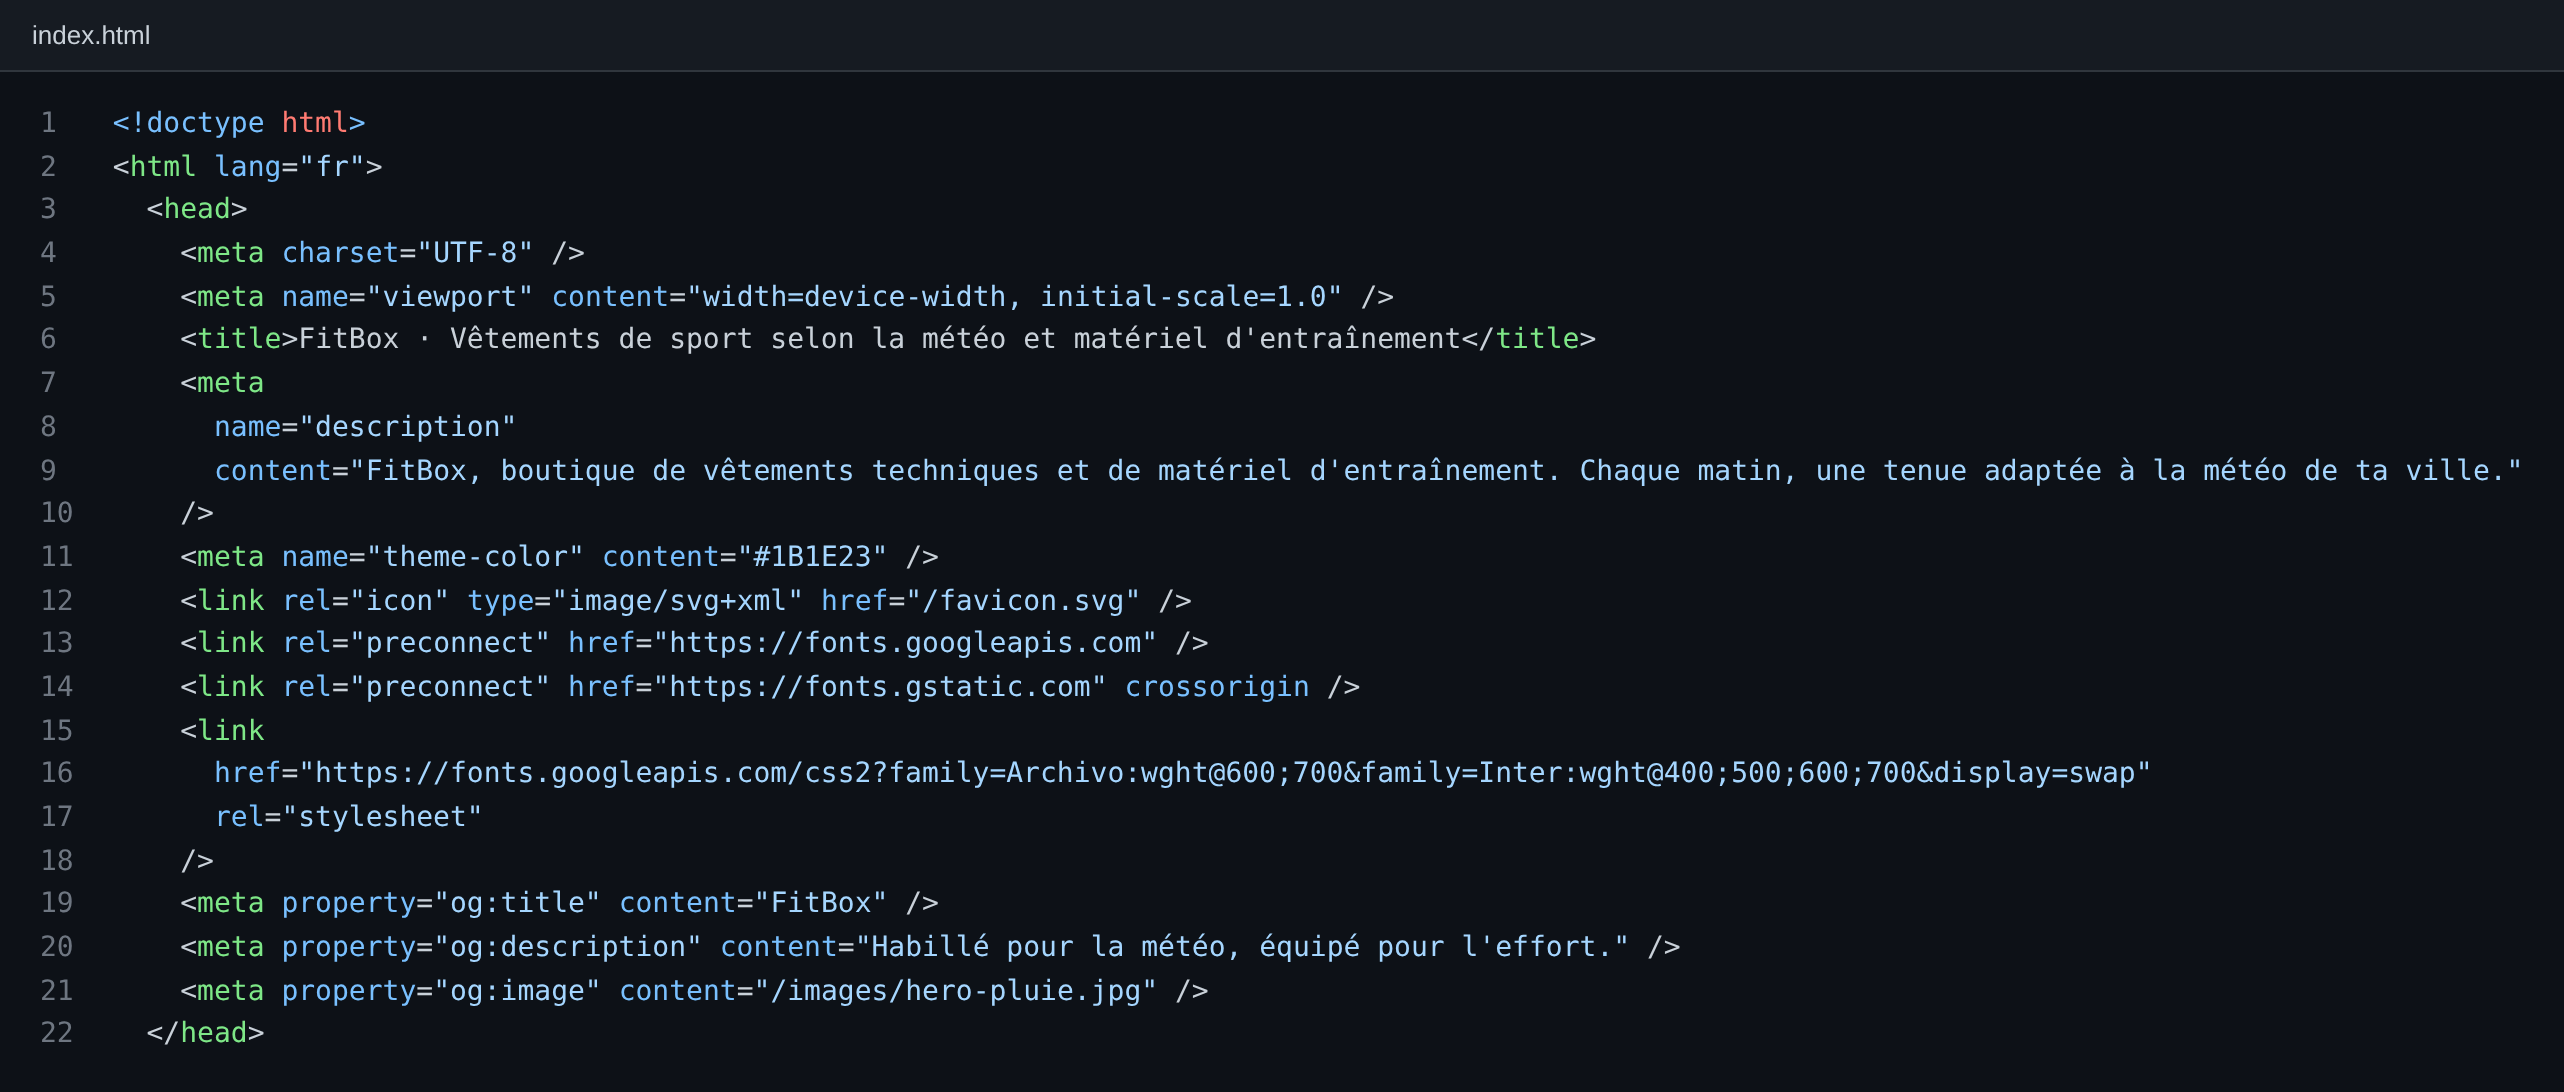 index.html
1 <!doctype html>
2 <html lang="fr">
3   <head>
4     <meta charset="UTF-8" />
5     <meta name="viewport" content="width=device-width, initial-scale=1.0" />
6     <title>FitBox · Vêtements de sport selon la météo et matériel d'entraînement</title>
7     <meta
8       name="description"
9       content="FitBox, boutique de vêtements techniques et de matériel d'entraînement. Chaque matin, une tenue adaptée à la météo de ta ville."
10     />
11     <meta name="theme-color" content="#1B1E23" />
12     <link rel="icon" type="image/svg+xml" href="/favicon.svg" />
13     <link rel="preconnect" href="https://fonts.googleapis.com" />
14     <link rel="preconnect" href="https://fonts.gstatic.com" crossorigin />
15     <link
16       href="https://fonts.googleapis.com/css2?family=Archivo:wght@600;700&family=Inter:wght@400;500;600;700&display=swap"
17       rel="stylesheet"
18     />
19     <meta property="og:title" content="FitBox" />
20     <meta property="og:description" content="Habillé pour la météo, équipé pour l'effort." />
21     <meta property="og:image" content="/images/hero-pluie.jpg" />
22   </head>